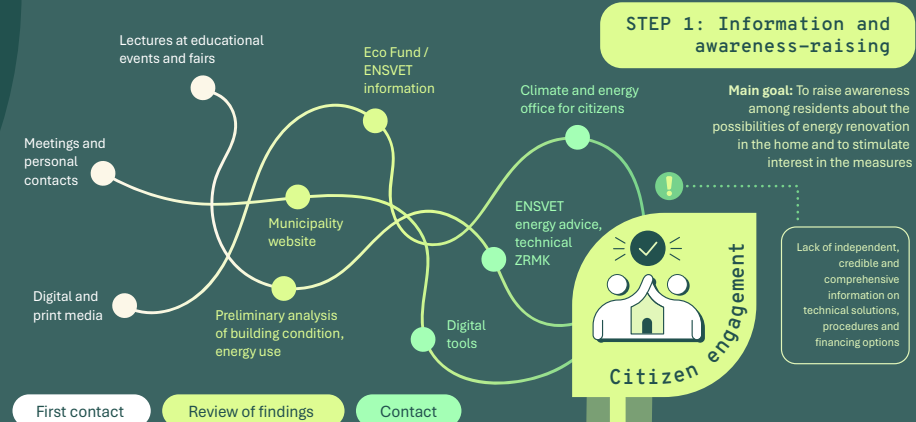 STEP 1: Information and
awareness-raising
Main goal: To raise awareness
among residents about the
possibilities of energy renovation
in the home and to stimulate
interest in the measures
Lectures at educational
events and fairs
Eco Fund /
ENSVET
information
Climate and energy
office for citizens
Meetings and
personal
contacts
Municipality
website
ENSVET
energy advice,
technical
ZRMK
Digital and
print media
Preliminary analysis
of building condition,
energy use
Digital
tools
!
Lack of independent,
credible and
comprehensive
information on
technical solutions,
procedures and
financing options
Citizen engagement
First contact
Review of findings
Contact